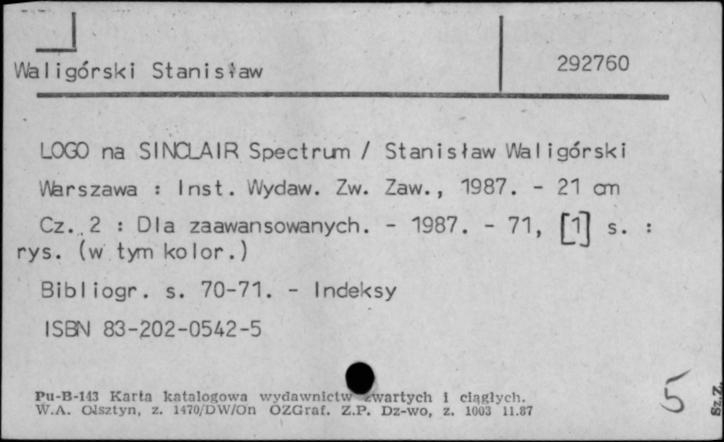 292760
Waligórski Stanisław
LOGO na SINCLAIR Spectrum / Stanisław Waligórski
Warszawa : Inst. Wydaw. Zw. Zaw., 1987. - 21 cm
Cz. 2 : Dla zaawansowanych. - 1987. - 71, [1] s. :
rys. (w tym kolor.)
Bibliogr. s. 70-71. - Indeksy
ISBN 83-202-0542-5
Pu-B-143 Karta katalogowa wydawnictw zwartych i ciągłych.
W.A. Olsztyn, z. 1470/DW/On OZGraf. Z.P. Dz-wo, z. 1003 11.87
5
Sz.Z.